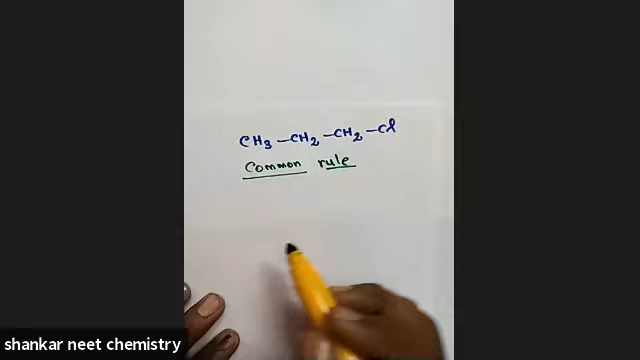 CH3 – CH2 – CH2 – Cl
Common rule
shankar neet chemistry